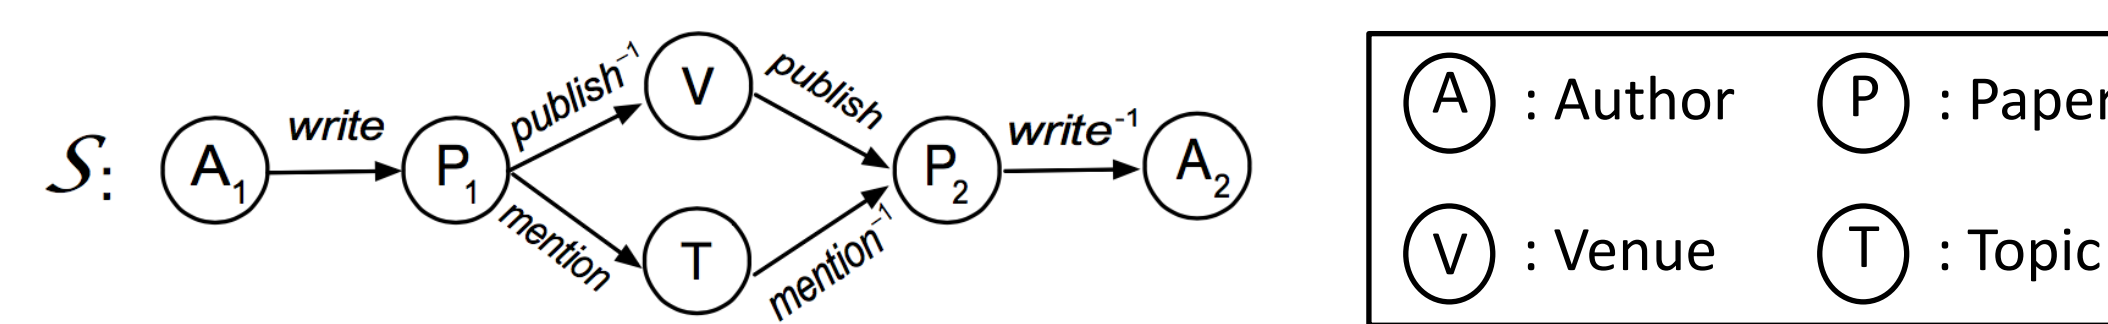 S:
A₁
write
P₁
publish⁻¹
V
publish
mention
T
mention⁻¹
P₂
write⁻¹
A₂
A : Author P : Paper
V : Venue T : Topic